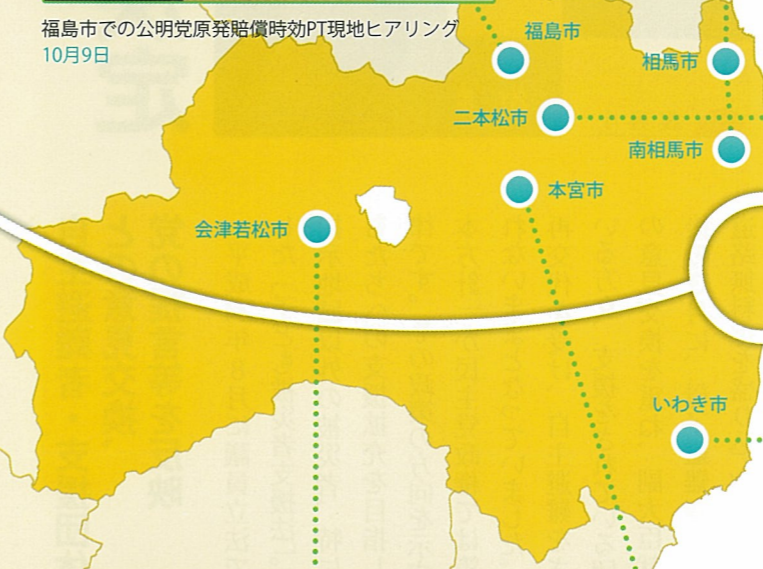 福島市での公明党原発賠償時効PT現地ヒアリング
10月9日
福島市
相馬市
二本松市
南相馬市
本宮市
会津若松市
いわき市